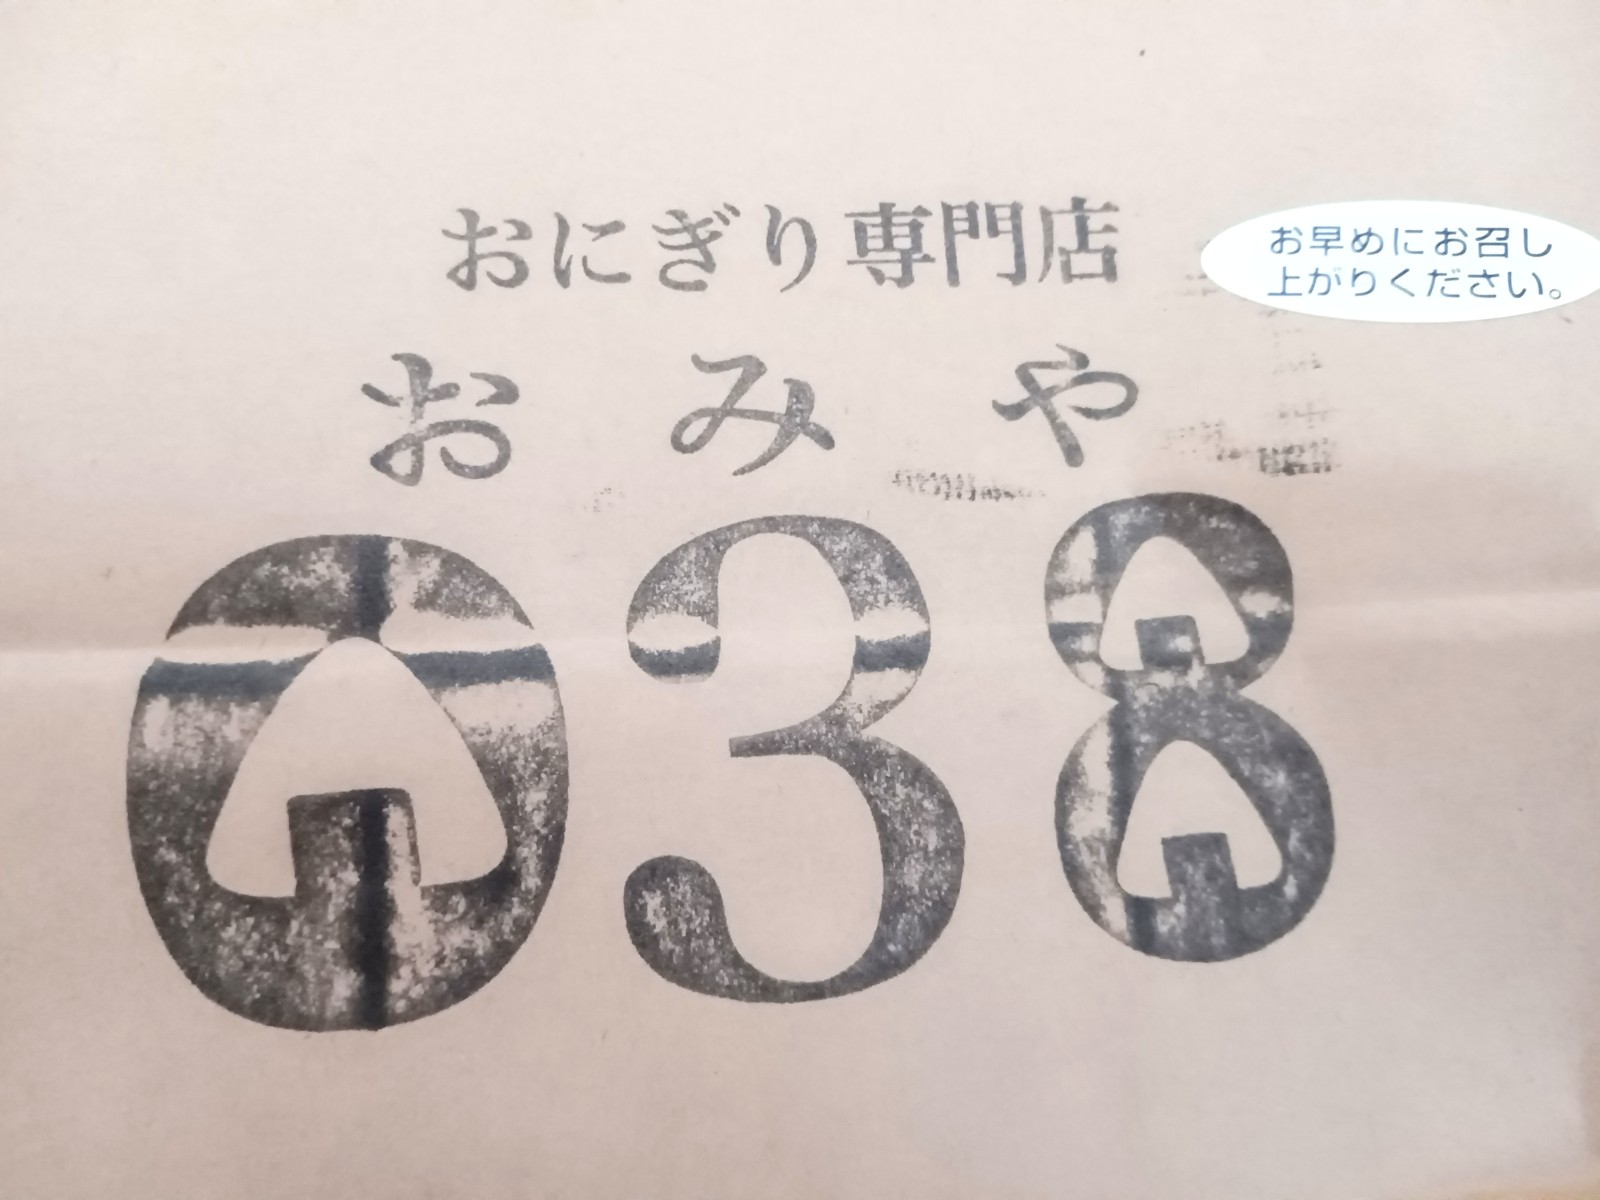 おにぎり専門店
お早めにお召し
上がりください。
おみや
038